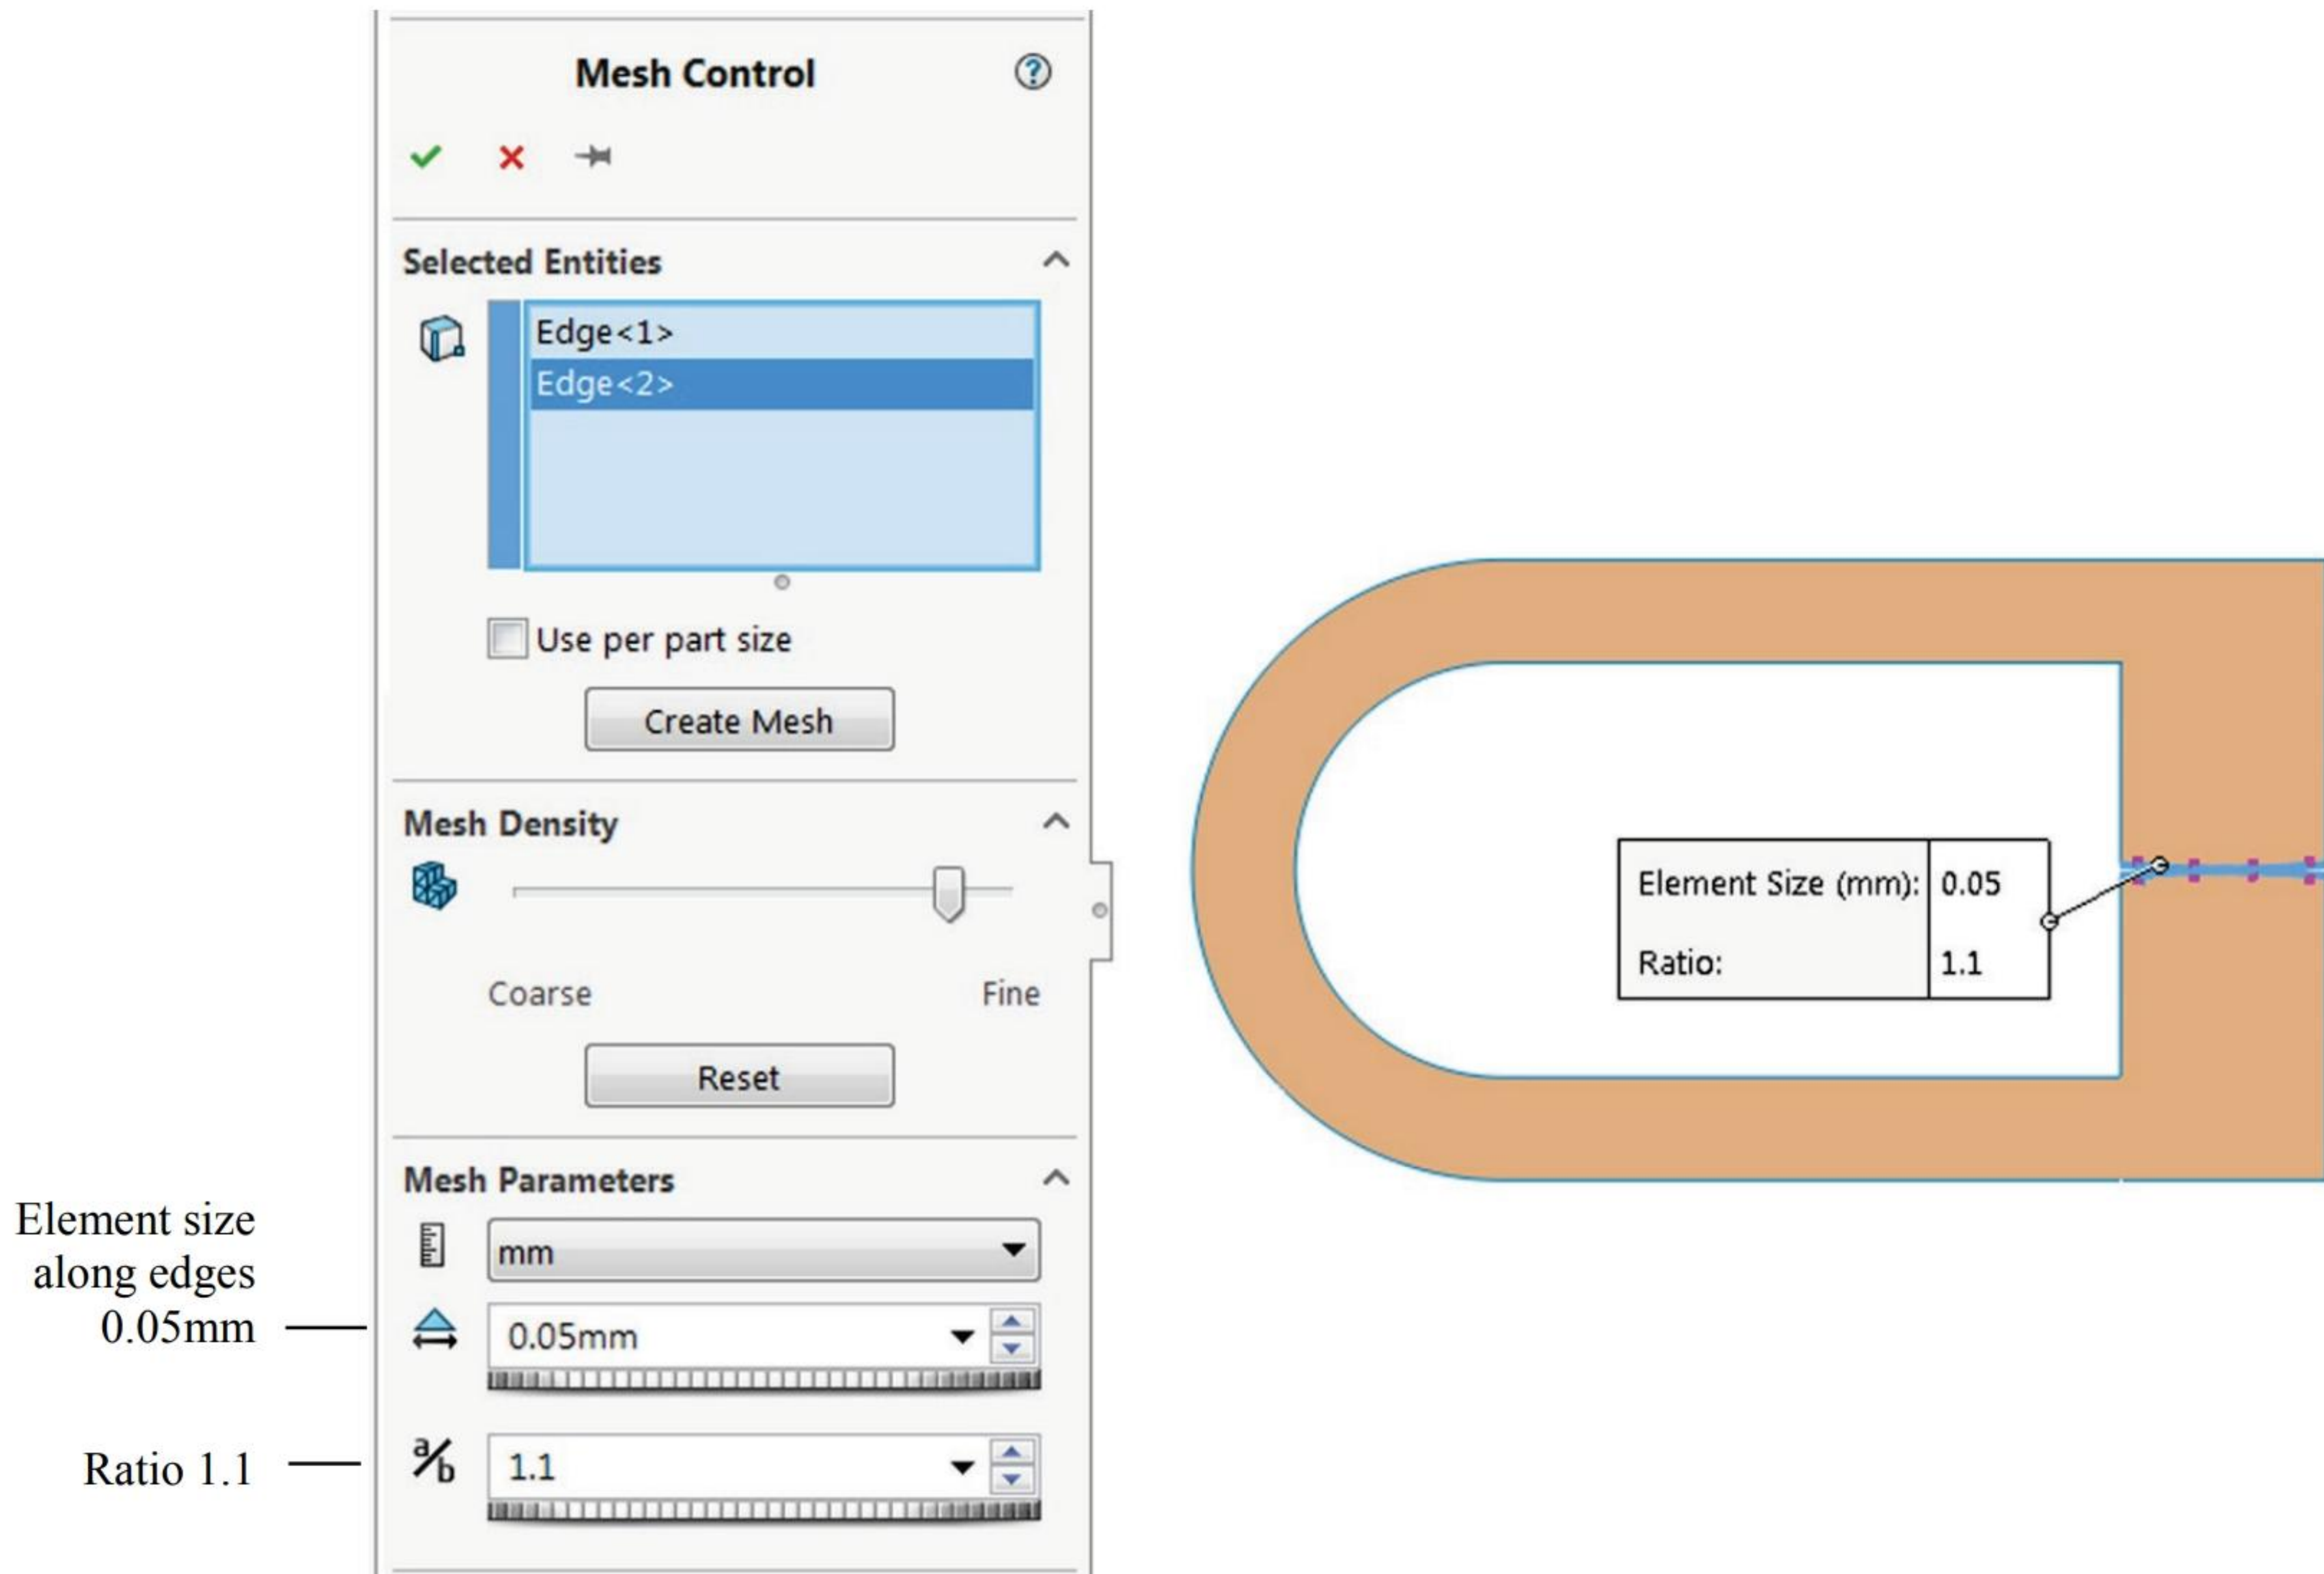 Mesh Control
Selected Entities
Edge<1>
Edge<2>
Use per part size
Create Mesh
Mesh Density
Coarse
Fine
Reset
Mesh Parameters
mm
0.05mm
a/b
1.1
Element size
along edges
0.05mm
Ratio 1.1
Element Size (mm): 0.05
Ratio: 1.1